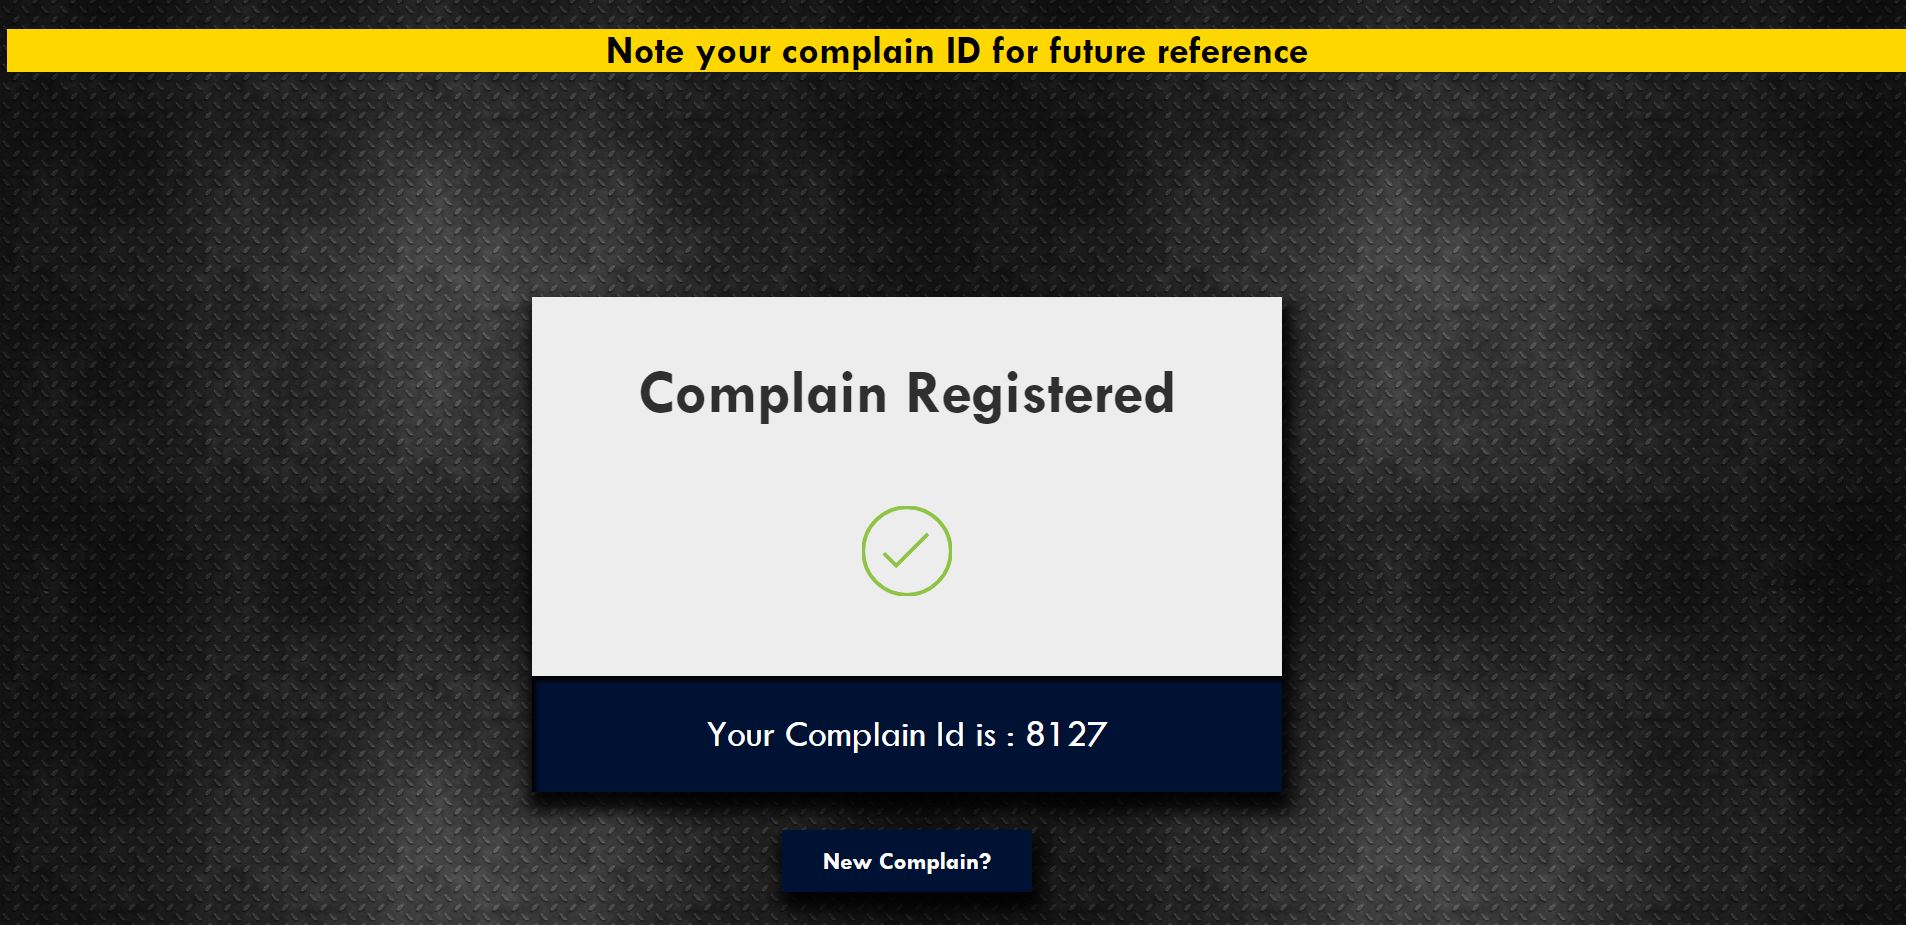 Note your complain ID for future reference
Complain Registered
Your Complain Id is : 8127
New Complain?